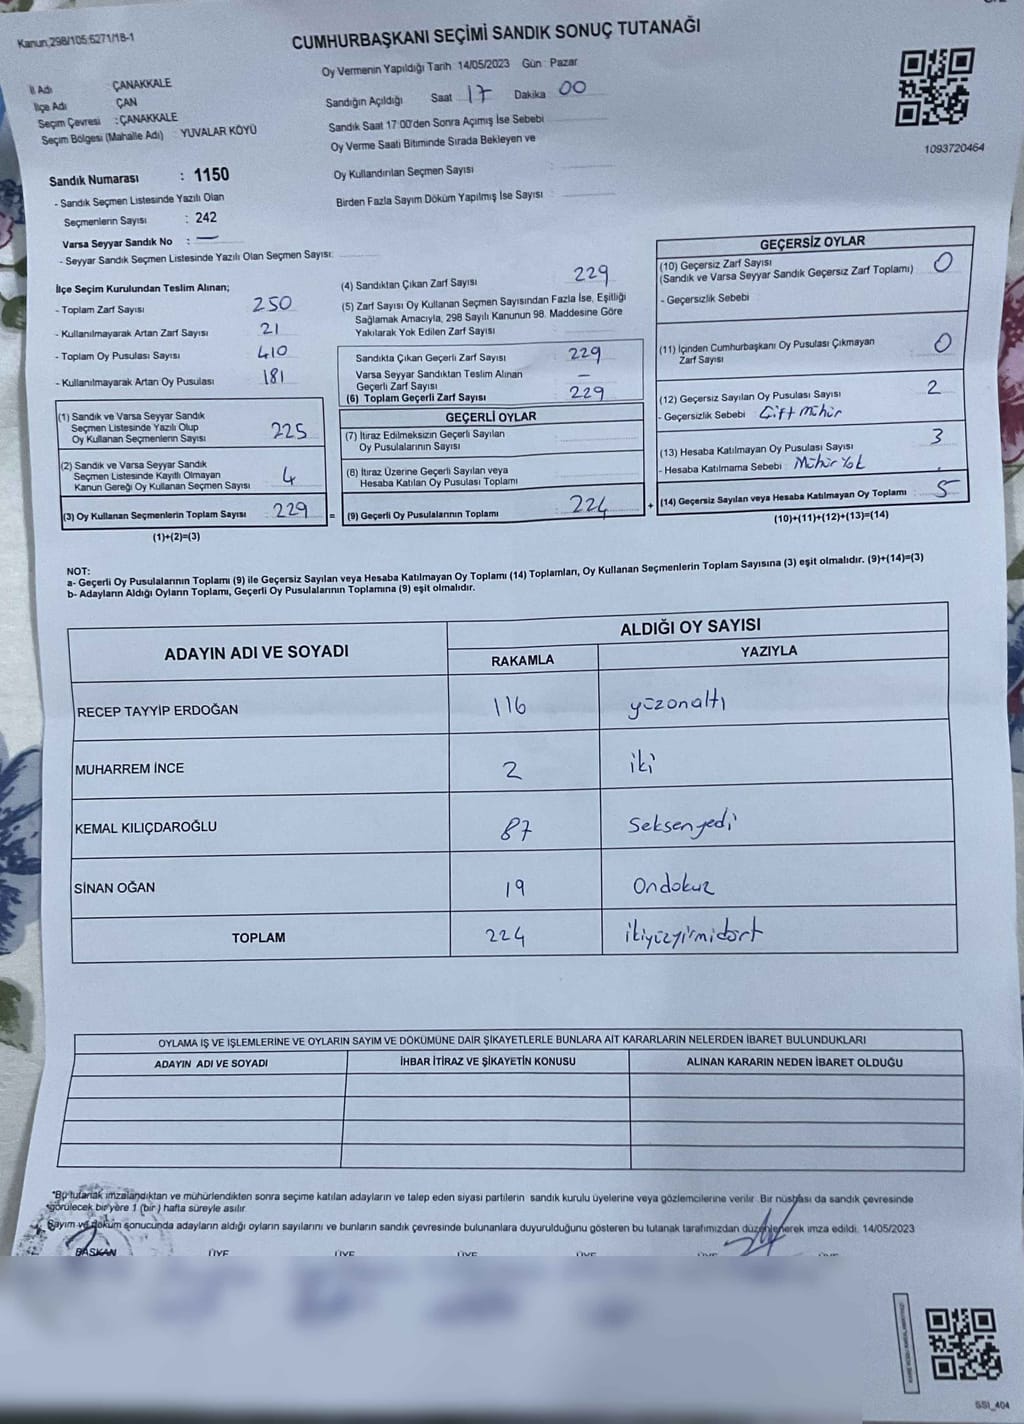 Kanun,298/105;6271/18-1
CUMHURBAŞKANI SEÇİMİ SANDIK SONUÇ TUTANAĞI
İl Adı ÇANAKKALE
İlçe Adı ÇAN
Seçim Çevresi : ÇANAKKALE
Seçim Bölgesi (Mahalle Adı) YUVALAR KÖYÜ
Oy Vermenin Yapıldığı Tarih 14/05/2023 Gün : Pazar
Sandığın Açıldığı Saat 17 Dakika 00
Sandık Saat 17:00'den Sonra Açımış İse Sebebi
Oy Verme Saati Bitiminde Sırada Bekleyen ve
Oy Kullandırılan Seçmen Sayısı
Birden Fazla Sayım Döküm Yapılmış İse Sayısı
1093720464
Sandık Numarası : 1150
- Sandık Seçmen Listesinde Yazılı Olan
Seçmenlerin Sayısı : 242
Varsa Seyyar Sandık No : —
- Seyyar Sandık Seçmen Listesinde Yazılı Olan Seçmen Sayısı:
İlçe Seçim Kurulundan Teslim Alınan;
- Toplam Zarf Sayısı 250
- Kullanılmayarak Artan Zarf Sayısı 21
- Toplam Oy Pusulası Sayısı 410
- Kullanılmayarak Artan Oy Pusulası 181
(1) Sandık ve Varsa Seyyar Sandık
Seçmen Listesinde Yazılı Olup
Oy Kullanan Seçmenlerin Sayısı 225
(2) Sandık ve Varsa Seyyar Sandık
Seçmen Listesinde Kayıtlı Olmayan
Kanun Gereği Oy Kullanan Seçmen Sayısı 4
(3) Oy Kullanan Seçmenlerin Toplam Sayısı : 229
(1)+(2)=(3)
(4) Sandıktan Çıkan Zarf Sayısı 229
(5) Zarf Sayısı Oy Kullanan Seçmen Sayısından Fazla İse, Eşitliği
Sağlamak Amacıyla, 298 Sayılı Kanunun 98. Maddesine Göre
Yakılarak Yok Edilen Zarf Sayısı
Sandıkta Çıkan Geçerli Zarf Sayısı 229
Varsa Seyyar Sandıktan Teslim Alınan
Geçerli Zarf Sayısı —
(6) Toplam Geçerli Zarf Sayısı 229
GEÇERLİ OYLAR
(7) İtiraz Edilmeksizin Geçerli Sayılan
Oy Pusulalarının Sayısı
(8) İtiraz Üzerine Geçerli Sayılan veya
Hesaba Katılan Oy Pusulası Toplamı
= (9) Geçerli Oy Pusulalarının Toplamı 224
GEÇERSİZ OYLAR
(10) Geçersiz Zarf Sayısı 0
(Sandık ve Varsa Seyyar Sandık Geçersiz Zarf Toplamı)
- Geçersizlik Sebebi
(11) İçinden Cumhurbaşkanı Oy Pusulası Çıkmayan 0
Zarf Sayısı
(12) Geçersiz Sayılan Oy Pusulası Sayısı 2
- Geçersizlik Sebebi Çift mühür
(13) Hesaba Katılmayan Oy Pusulası Sayısı 3
- Hesaba Katılmama Sebebi : Mühür Yok
+ (14) Geçersiz Sayılan veya Hesaba Katılmayan Oy Toplamı 5
(10)+(11)+(12)+(13)=(14)
NOT:
a- Geçerli Oy Pusulalarının Toplamı (9) ile Geçersiz Sayılan veya Hesaba Katılmayan Oy Toplamı (14) Toplamları, Oy Kullanan Seçmenlerin Toplam Sayısına (3) eşit olmalıdır. (9)+(14)=(3)
b- Adayların Aldığı Oyların Toplamı, Geçerli Oy Pusulalarının Toplamına (9) eşit olmalıdır.
ADAYIN ADI VE SOYADI ALDIĞI OY SAYISI
RAKAMLA YAZIYLA
RECEP TAYYİP ERDOĞAN 116 yüzonaltı
MUHARREM İNCE 2 iki
KEMAL KILIÇDAROĞLU 87 Seksenyedi
SİNAN OĞAN 19 Ondokuz
TOPLAM 224 ikiyüzyirmidört
OYLAMA İŞ VE İŞLEMLERİNE VE OYLARIN SAYIM VE DÖKÜMÜNE DAİR ŞİKAYETLERLE BUNLARA AİT KARARLARIN NELERDEN İBARET BULUNDUKLARI
ADAYIN ADI VE SOYADI İHBAR İTİRAZ VE ŞİKAYETİN KONUSU ALINAN KARARIN NEDEN İBARET OLDUĞU
*Bu tutanak imzalandıktan ve mühürlendikten sonra seçime katılan adayların ve talep eden siyasi partilerin sandık kurulu üyelerine veya gözlemcilerine verilir. Bir nüshası da sandık çevresinde
görülecek bir yere 1 (bir) hafta süreyle asılır.
Sayım ve döküm sonucunda adayların aldığı oyların sayılarını ve bunların sandık çevresinde bulunanlara duyurulduğunu gösteren bu tutanak tarafımızdan düzenlenerek imza edildi. 14/05/2023
BAŞKAN ÜYE ÜYE ÜYE ÜYE ÜYE ÜYE
SSI_404